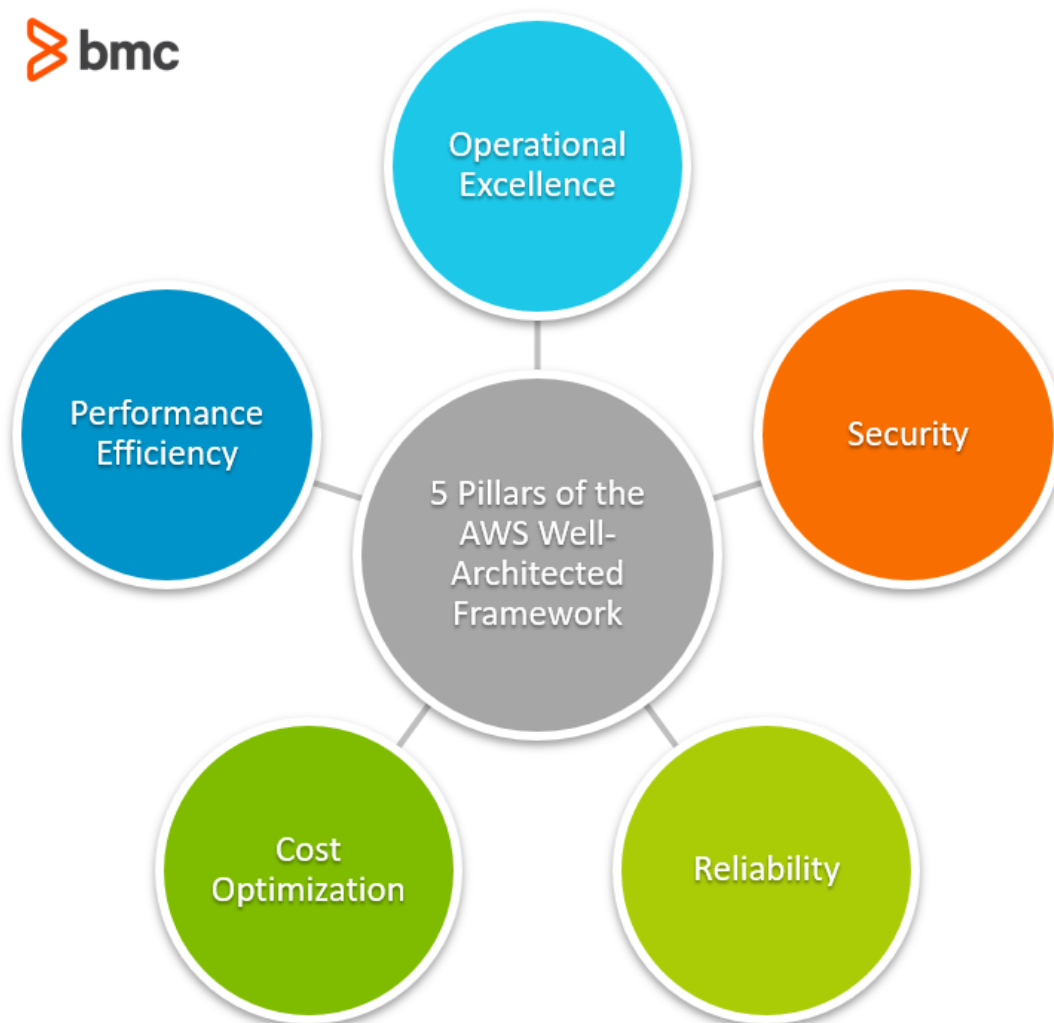 bmc
Operational
Excellence
Performance
Efficiency
Security
5 Pillars of the
AWS Well-
Architected
Framework
Cost
Optimization
Reliability